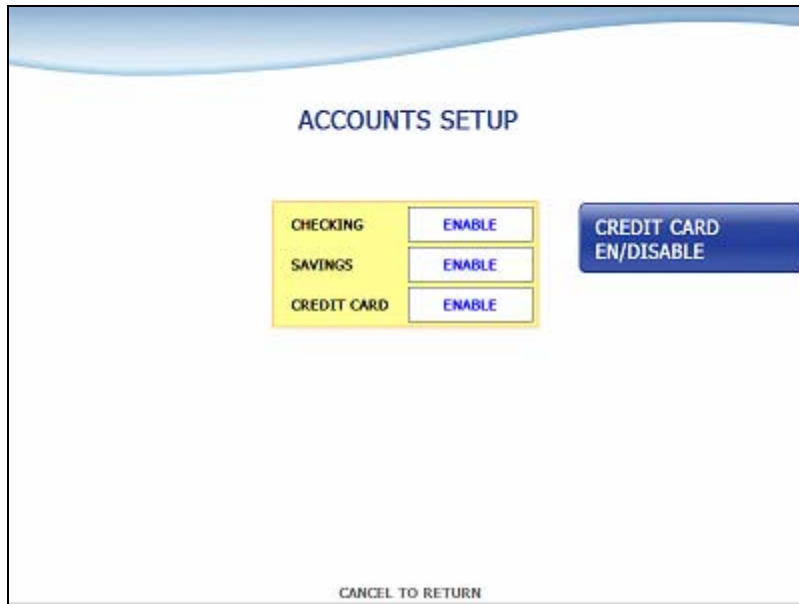 ACCOUNTS SETUP
CHECKING ENABLE
SAVINGS ENABLE
CREDIT CARD ENABLE
CREDIT CARD
EN/DISABLE
CANCEL TO RETURN